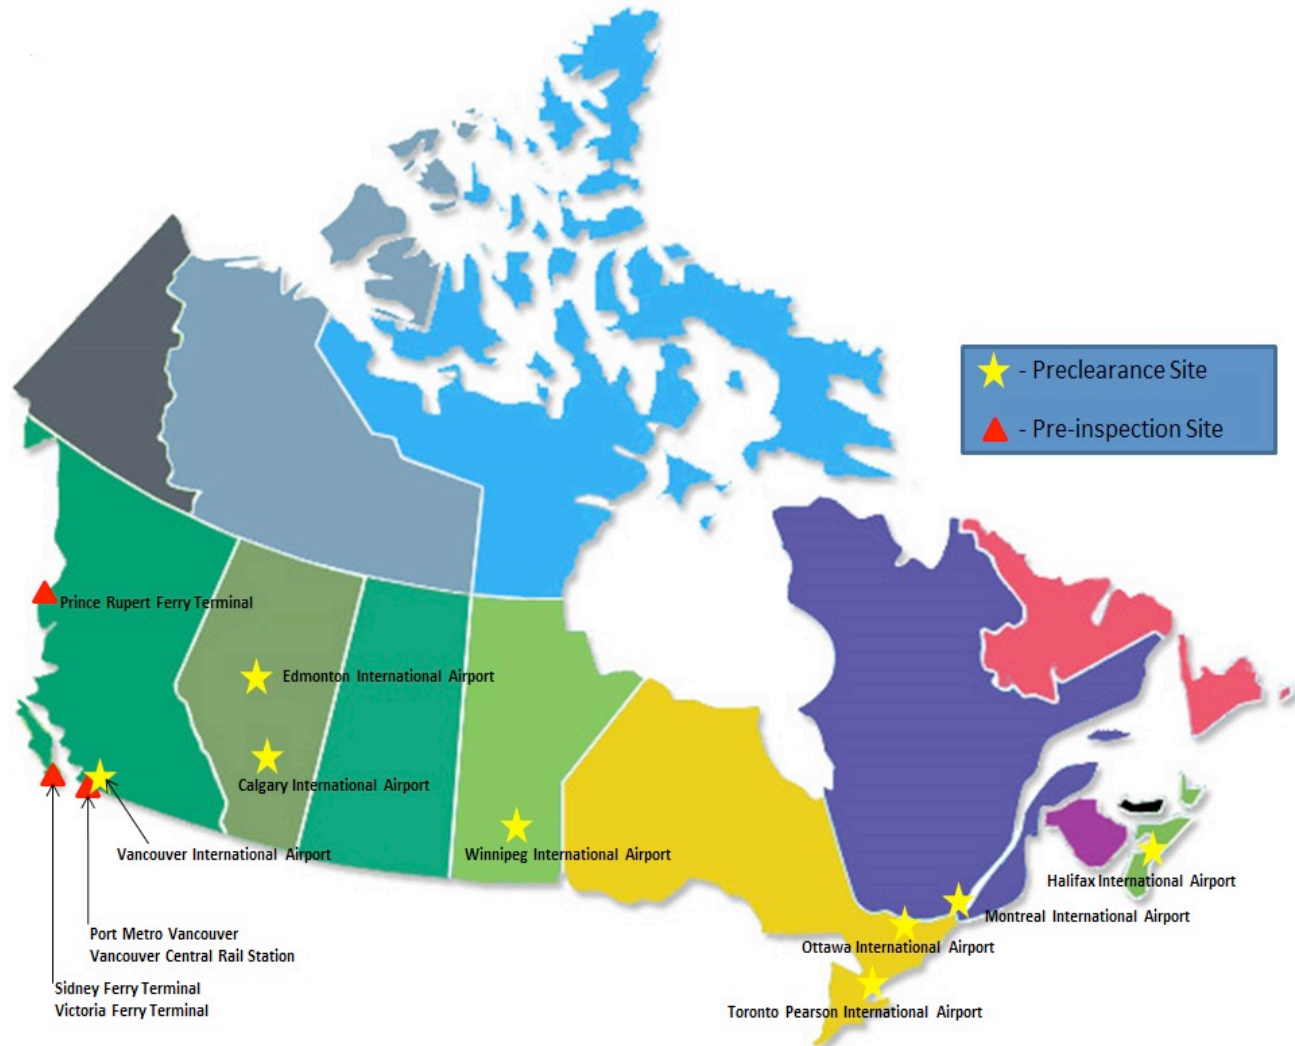 - Preclearance Site
- Pre-inspection Site
Prince Rupert Ferry Terminal
Edmonton International Airport
Calgary International Airport
Vancouver International Airport
Winnipeg International Airport
Halifax International Airport
Montreal International Airport
Ottawa International Airport
Port Metro Vancouver
Vancouver Central Rail Station
Sidney Ferry Terminal
Victoria Ferry Terminal
Toronto Pearson International Airport